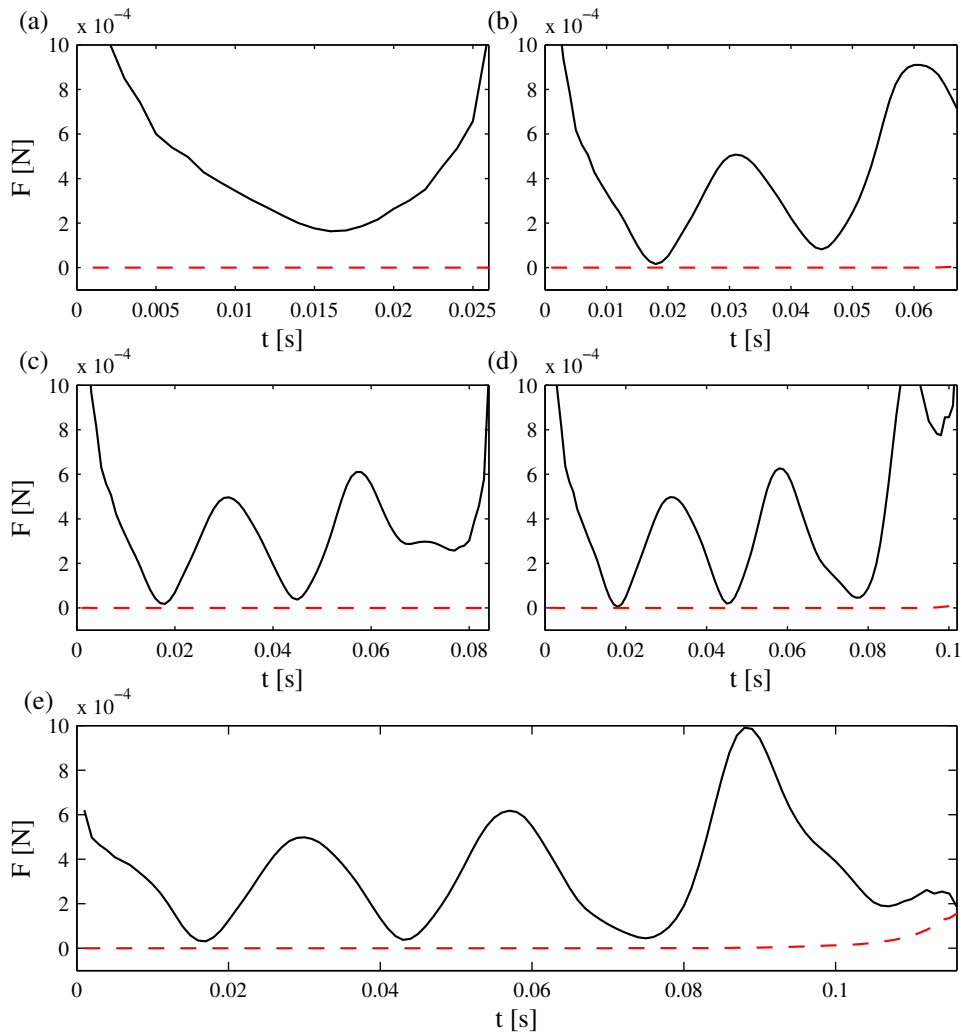 (a) x 10⁻⁴
10
8
6
4
2
0
F [N]
0 0.005 0.01 0.015 0.02 0.025
t [s]
(b) x 10⁻⁴
10
8
6
4
2
0
0.01 0.02 0.03 0.04 0.05 0.06
t [s]
(c) x 10⁻⁴
10
8
6
4
2
0
F [N]
0 0.02 0.04 0.06 0.08
t [s]
(d) x 10⁻⁴
10
8
6
4
2
0
0 0.02 0.04 0.06 0.08 0.1
t [s]
(e) x 10⁻⁴
10
8
6
4
2
0
F [N]
0 0.02 0.04 0.06 0.08 0.1
t [s]